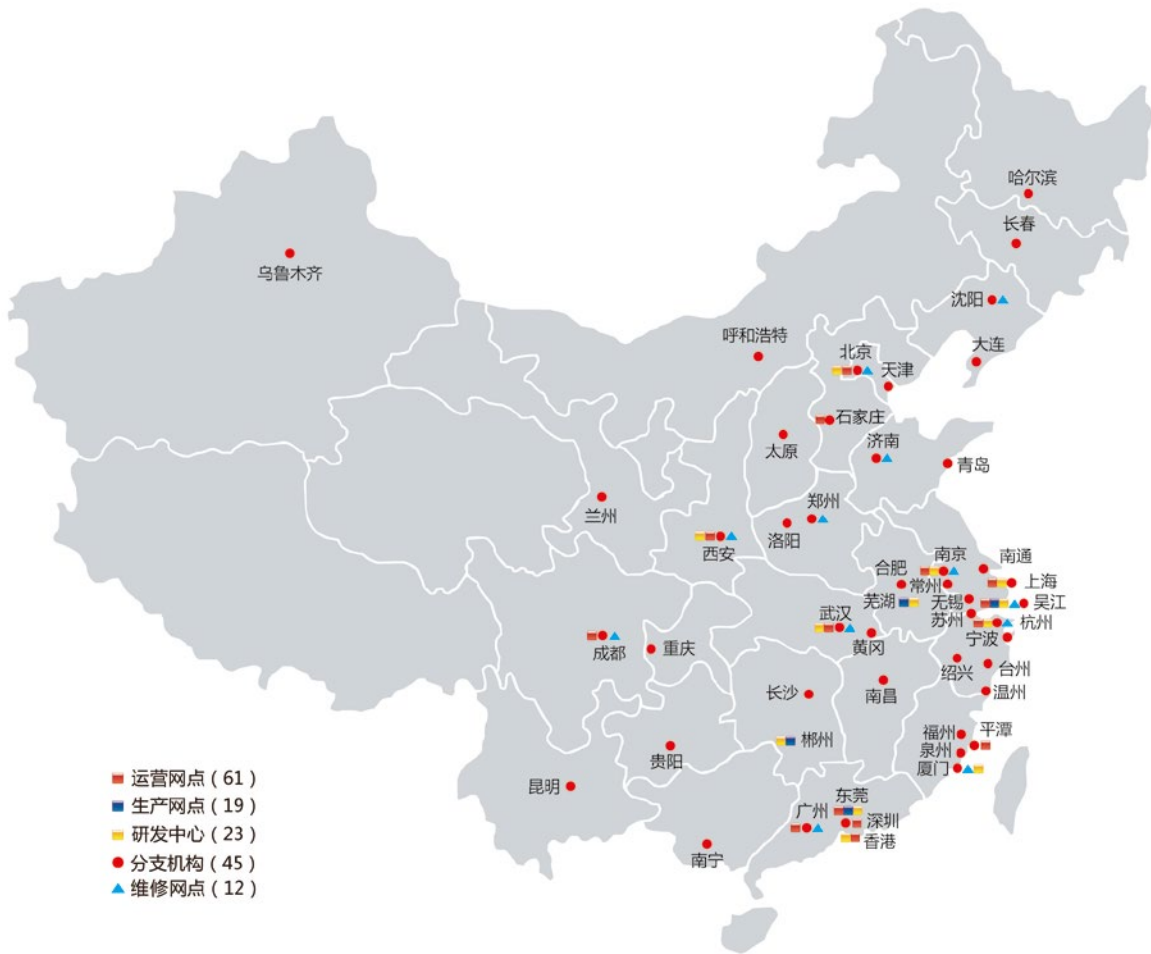 哈尔滨
长春
乌鲁木齐
沈阳
呼和浩特
大连
北京
天津
石家庄
太原
济南
青岛
兰州
郑州
洛阳
西安
南京
南通
合肥
常州
上海
芜湖
无锡
吴江
苏州
武汉
杭州
黄冈
宁波
成都
重庆
绍兴
台州
长沙
南昌
温州
福州
平潭
郴州
泉州
贵阳
厦门
昆明
东莞
广州
深圳
香港
南宁
运营网点(61)
生产网点(19)
研发中心(23)
分支机构(45)
维修网点(12)